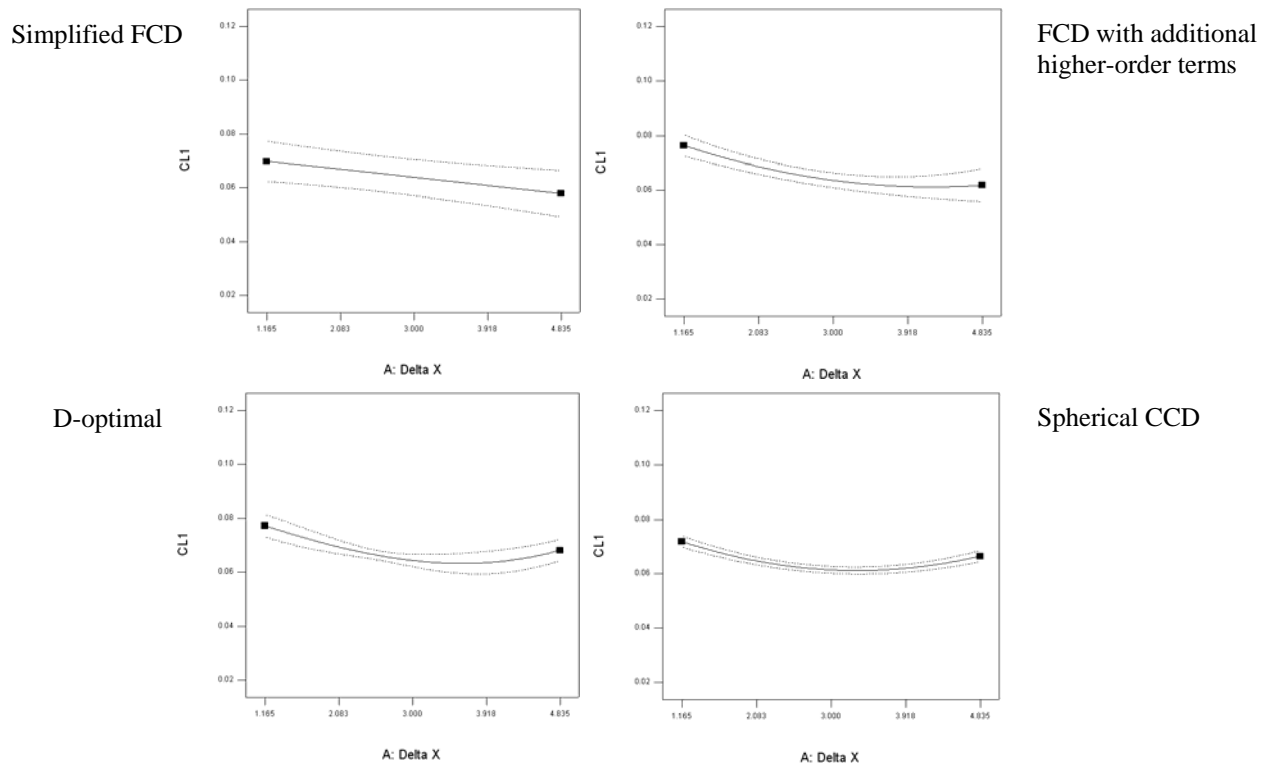 Simplified FCD
0.12
0.10
0.08
0.06
0.04
0.02
CL1
1.165 2.083 3.000 3.918 4.835
A: Delta X
FCD with additional
higher-order terms
0.12
0.10
0.08
0.06
0.04
0.02
CL1
1.165 2.083 3.000 3.918 4.835
A: Delta X
D-optimal
0.12
0.10
0.08
0.06
0.04
0.02
CL1
1.165 2.083 3.000 3.918 4.835
A: Delta X
Spherical CCD
0.12
0.10
0.08
0.06
0.04
0.02
CL1
1.165 2.083 3.000 3.918 4.835
A: Delta X